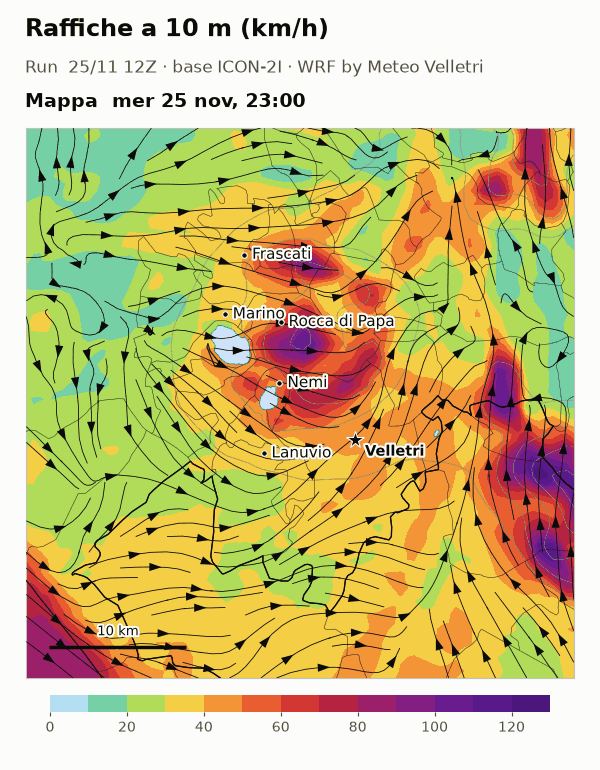 Raffiche a 10 m (km/h)
Run  25/11 12Z · base ICON-2I · WRF by Meteo Velletri
Mappa  mer 25 nov, 23:00
Frascati
Marino
Rocca di Papa
Nemi
Velletri
Lanuvio
10 km
0 20 40 60 80 100 120